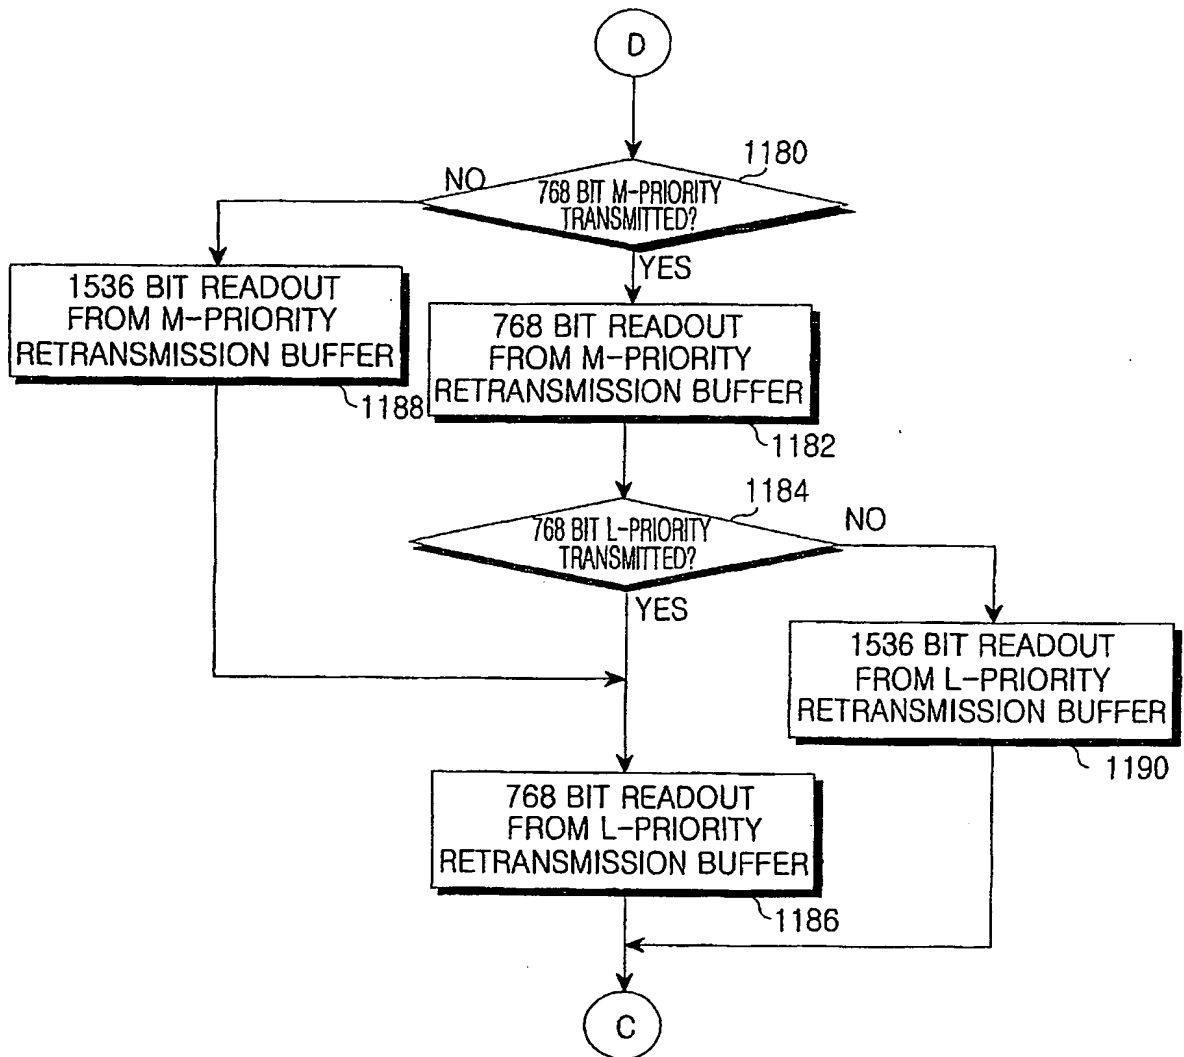 D
1180
NO
768 BIT M-PRIORITY
TRANSMITTED?
YES
1536 BIT READOUT
FROM M-PRIORITY
RETRANSMISSION BUFFER
1188
768 BIT READOUT
FROM M-PRIORITY
RETRANSMISSION BUFFER
1182
1184
768 BIT L-PRIORITY
TRANSMITTED?
NO
YES
1536 BIT READOUT
FROM L-PRIORITY
RETRANSMISSION BUFFER
1190
768 BIT READOUT
FROM L-PRIORITY
RETRANSMISSION BUFFER
1186
C